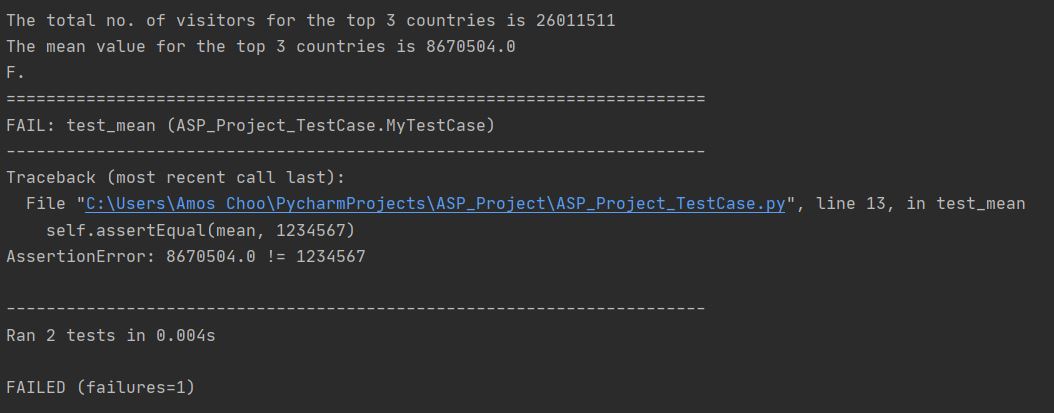 The total no. of visitors for the top 3 countries is 26011511
The mean value for the top 3 countries is 8670504.0
F.
======================================================================
FAIL: test_mean (ASP_Project_TestCase.MyTestCase)
----------------------------------------------------------------------
Traceback (most recent call last):
  File "C:\Users\Amos Choo\PycharmProjects\ASP_Project\ASP_Project_TestCase.py", line 13, in test_mean
    self.assertEqual(mean, 1234567)
AssertionError: 8670504.0 != 1234567
----------------------------------------------------------------------
Ran 2 tests in 0.004s
FAILED (failures=1)